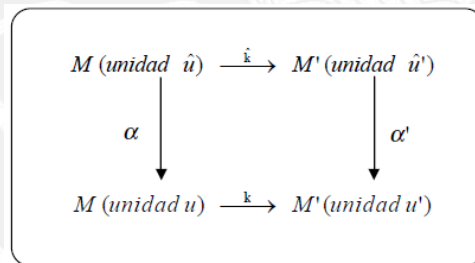 M (unidad û) k̂ M' (unidad û')
α α'
M (unidad u) k M' (unidad u')